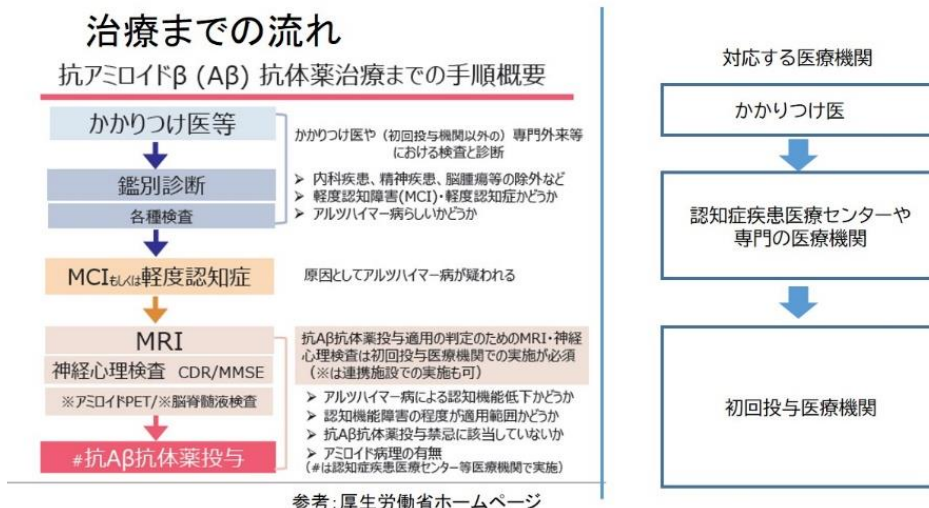 治療までの流れ
抗アミロイドβ (Aβ) 抗体薬治療までの手順概要
かかりつけ医等
かかりつけ医や（初回投与機関以外の）専門外来等
における検査と診断
鑑別診断
各種検査
➤ 内科疾患、精神疾患、脳腫瘍等の除外など
➤ 軽度認知障害(MCI)・軽度認知症かどうか
➤ アルツハイマー病らしいかどうか
MCIもしくは軽度認知症
原因としてアルツハイマー病が疑われる
MRI
神経心理検査 CDR/MMSE
※アミロイドPET/※脳脊髄液検査
抗Aβ抗体薬投与適用の判定のためのMRI・神経
心理検査は初回投与医療機関での実施が必須
（※は連携施設での実施も可）
➤ アルツハイマー病による認知機能低下かどうか
➤ 認知機能障害の程度が適用範囲かどうか
➤ 抗Aβ抗体薬投与禁忌に該当していないか
➤ アミロイド病理の有無
(#は認知症疾患医療センター等医療機関で実施)
#抗Aβ抗体薬投与
参考：厚生労働省ホームページ
対応する医療機関
かかりつけ医
認知症疾患医療センターや
専門の医療機関
初回投与医療機関